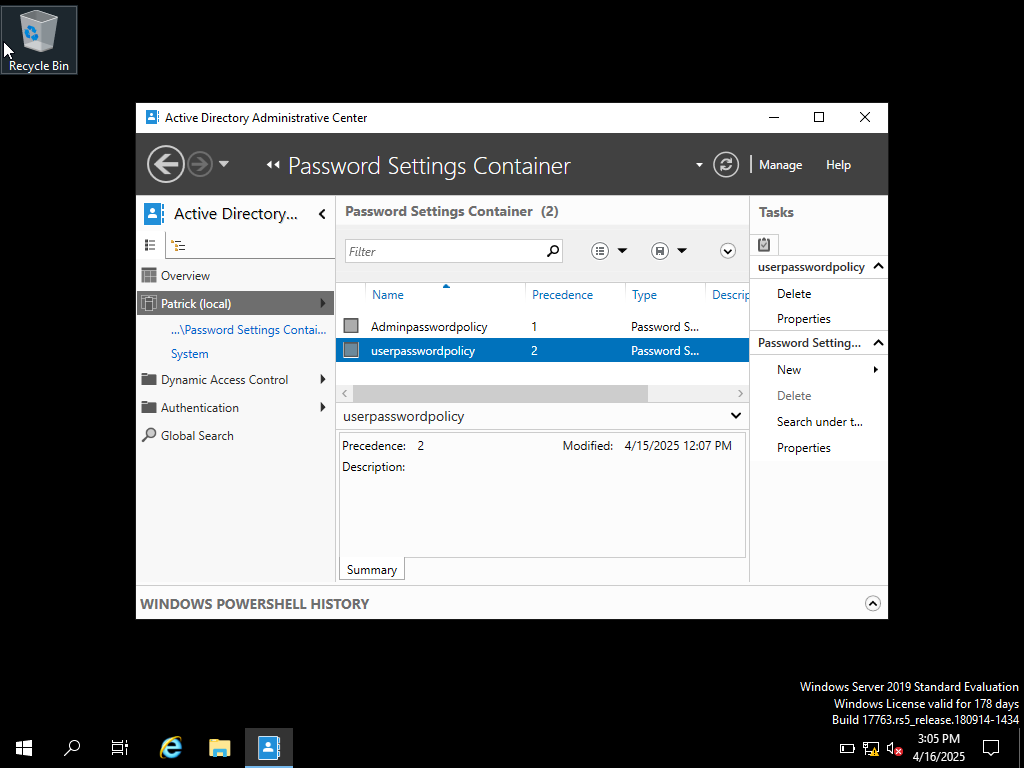 Recycle Bin
Active Directory Administrative Center
Password Settings Container
Manage
Help
Active Directory...
Overview
Patrick (local)
...\Password Settings Contai...
System
Dynamic Access Control
Authentication
Global Search
Password Settings Container (2)
Filter
Name Precedence Type Descrip
Adminpasswordpolicy 1 Password S...
userpasswordpolicy 2 Password S...
userpasswordpolicy
Precedence: 2 Modified: 4/15/2025 12:07 PM
Description:
Summary
Tasks
userpasswordpolicy
Delete
Properties
Password Setting...
New
Delete
Search under t...
Properties
WINDOWS POWERSHELL HISTORY
Windows Server 2019 Standard Evaluation
Windows License valid for 178 days
Build 17763.rs5_release.180914-1434
3:05 PM
4/16/2025